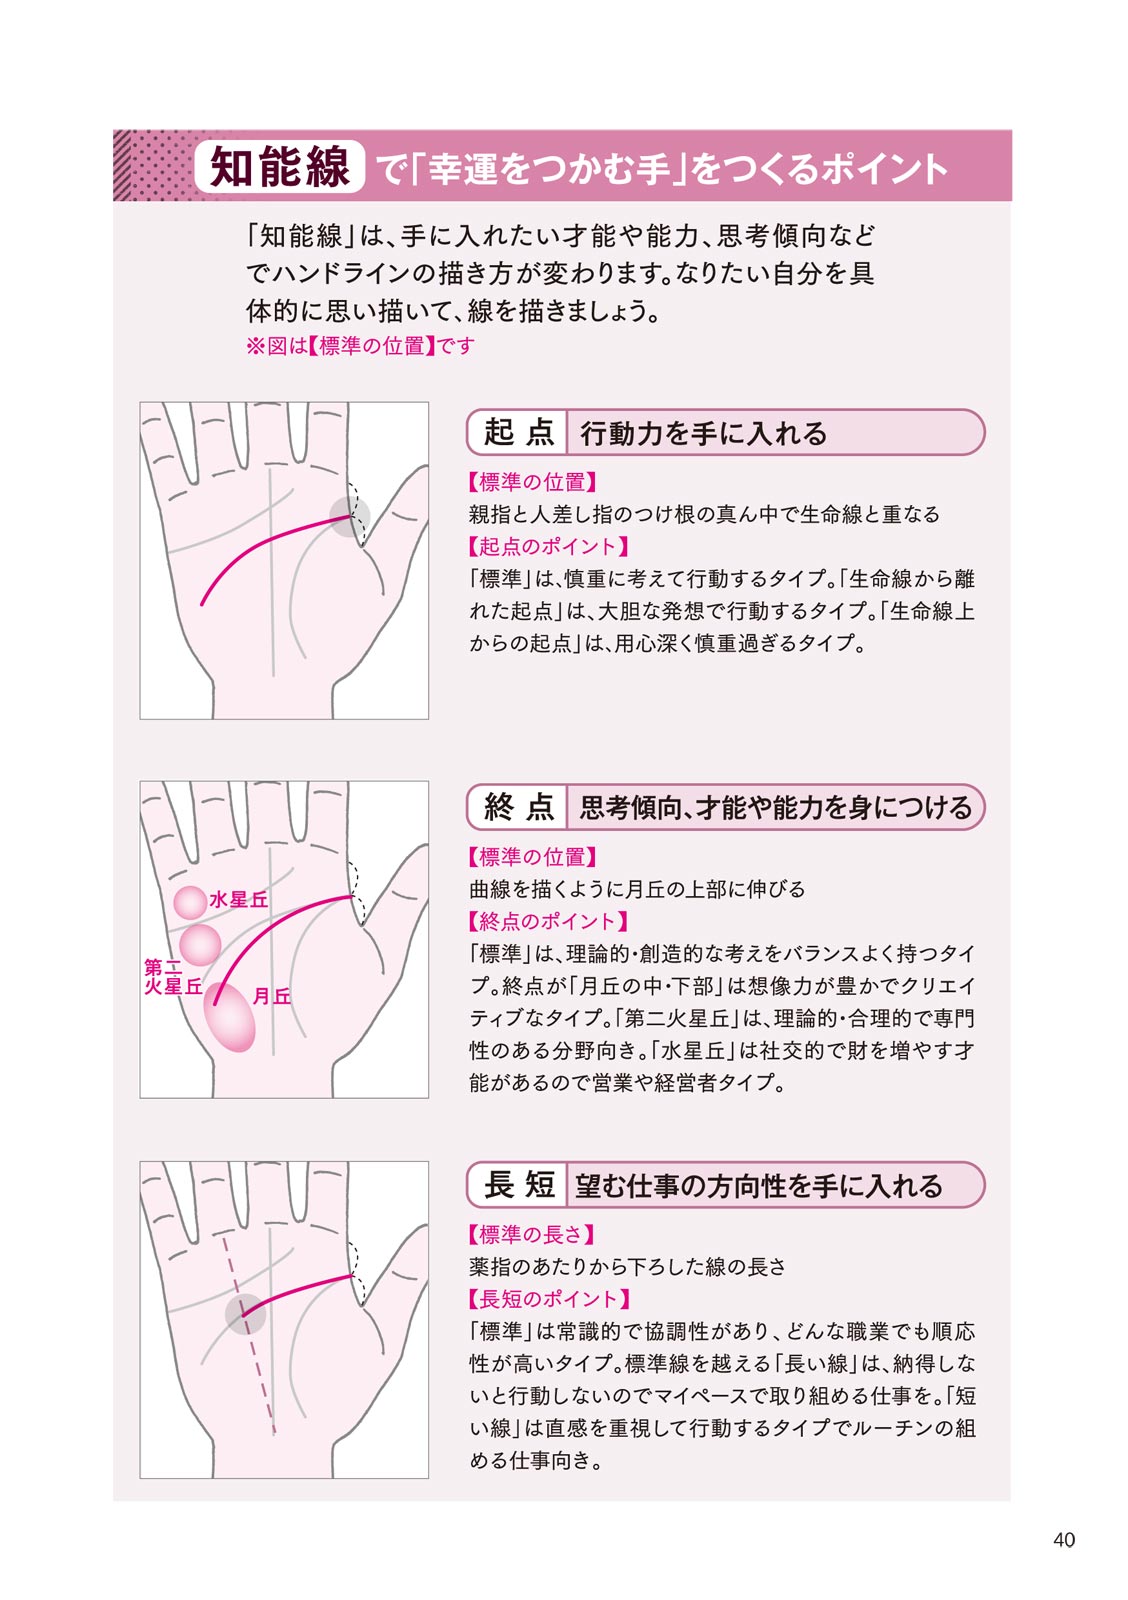 知能線で「幸運をつかむ手」をつくるポイント
「知能線」は、手に入れたい才能や能力、思考傾向など
でハンドラインの描き方が変わります。なりたい自分を具
体的に思い描いて、線を描きましょう。
※図は【標準の位置】です
起点 行動力を手に入れる
【標準の位置】
親指と人差し指のつけ根の真ん中で生命線と重なる
【起点のポイント】
「標準」は、慎重に考えて行動するタイプ。「生命線から離
れた起点」は、大胆な発想で行動するタイプ。「生命線上
からの起点」は、用心深く慎重過ぎるタイプ。
水星丘
第二
火星丘
月丘
終点 思考傾向、才能や能力を身につける
【標準の位置】
曲線を描くように月丘の上部に伸びる
【終点のポイント】
「標準」は、理論的・創造的な考えをバランスよく持つタイ
プ。終点が「月丘の中・下部」は想像力が豊かでクリエイ
ティブなタイプ。「第二火星丘」は、理論的・合理的で専門
性のある分野向き。「水星丘」は社交的で財を増やす才
能があるので営業や経営者タイプ。
長短 望む仕事の方向性を手に入れる
【標準の長さ】
薬指のあたりから下ろした線の長さ
【長短のポイント】
「標準」は常識的で協調性があり、どんな職業でも順応
性が高いタイプ。標準線を越える「長い線」は、納得しな
いと行動しないのでマイペースで取り組める仕事を。「短
い線」は直感を重視して行動するタイプでルーチンの組
める仕事向き。
40